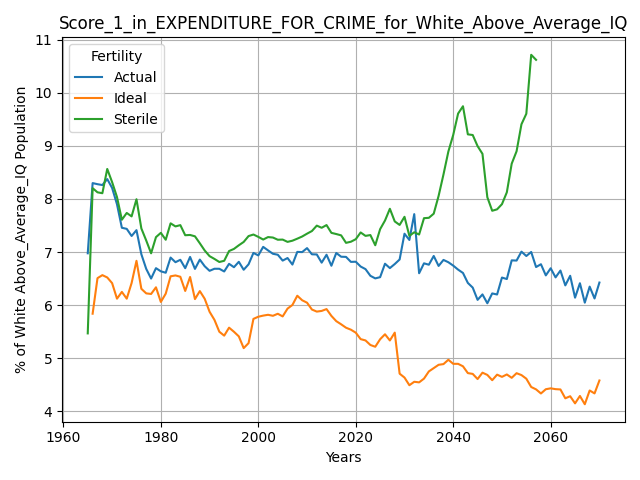 Score_1_in_EXPENDITURE_FOR_CRIME_for_White_Above_Average_IQ
% of White Above_Average_IQ Population
11
10
9
8
7
6
5
4
Fertility
Actual
Ideal
Sterile
1960
1980
2000
2020
2040
2060
Years